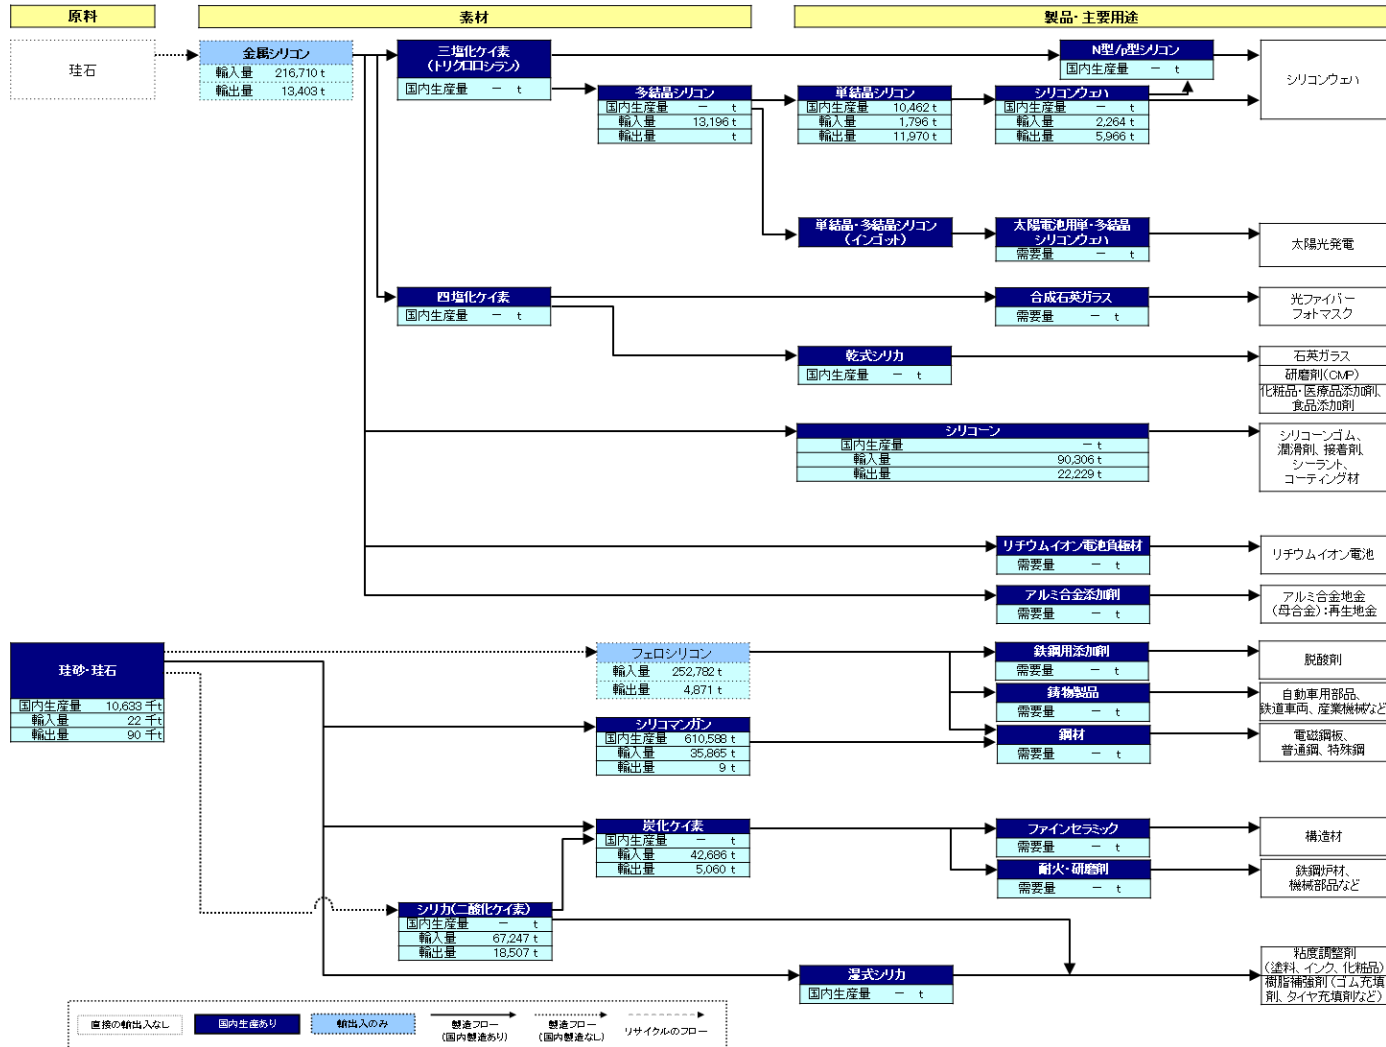 原料
素材
製品・主要用途
珪石
金属シリコン
輸入量 216,710 t
輸出量 13,403 t
三塩化ケイ素
(トリクロロシラン)
国内生産量 － t
N型/p型シリコン
国内生産量 － t
シリコンウェハ
多結晶シリコン
国内生産量 － t
輸入量 13,196 t
輸出量 t
単結晶シリコン
国内生産量 10,462 t
輸入量 1,796 t
輸出量 11,970 t
シリコンウェハ
国内生産量 － t
輸入量 2,264 t
輸出量 5,966 t
単結晶・多結晶シリコン
(インゴット)
太陽電池用単・多結晶
シリコンウェハ
需要量 － t
太陽光発電
四塩化ケイ素
国内生産量 － t
合成石英ガラス
需要量 － t
光ファイバー
フォトマスク
乾式シリカ
国内生産量 － t
石英ガラス
研磨剤(CMP)
化粧品・医療品添加剤、
食品添加剤
シリコーン
国内生産量 － t
輸入量 90,306 t
輸出量 22,229 t
シリコーンゴム、
潤滑剤、接着剤、
シーラント、
コーティング材
リチウムイオン電池負極材
需要量 － t
リチウムイオン電池
アルミ合金添加剤
需要量 － t
アルミ合金地金
(母合金):再生地金
珪砂・珪石
国内生産量 10,633 千t
輸入量 22 千t
輸出量 90 千t
フェロシリコン
輸入量 252,782 t
輸出量 4,871 t
鉄鋼用添加剤
需要量 － t
脱酸剤
鋳物製品
需要量 － t
自動車用部品、
鉄道車両、産業機械など
シリコマンガン
国内生産量 610,588 t
輸入量 35,865 t
輸出量 9 t
鋼材
需要量 － t
電磁鋼板、
普通鋼、特殊鋼
炭化ケイ素
国内生産量 － t
輸入量 42,686 t
輸出量 5,060 t
ファインセラミック
需要量 － t
構造材
耐火・研磨剤
需要量 － t
鉄鋼炉材、
機械部品など
シリカ(二酸化ケイ素)
国内生産量 － t
輸入量 67,247 t
輸出量 18,507 t
湿式シリカ
国内生産量 － t
粘度調整剤
(塗料、インク、化粧品)
樹脂補強剤(ゴム充填
剤、タイヤ充填剤など)
直接の輸出入なし
国内生産あり
輸出入のみ
製造フロー
(国内製造あり)
製造フロー
(国内製造なし)
リサイクルのフロー